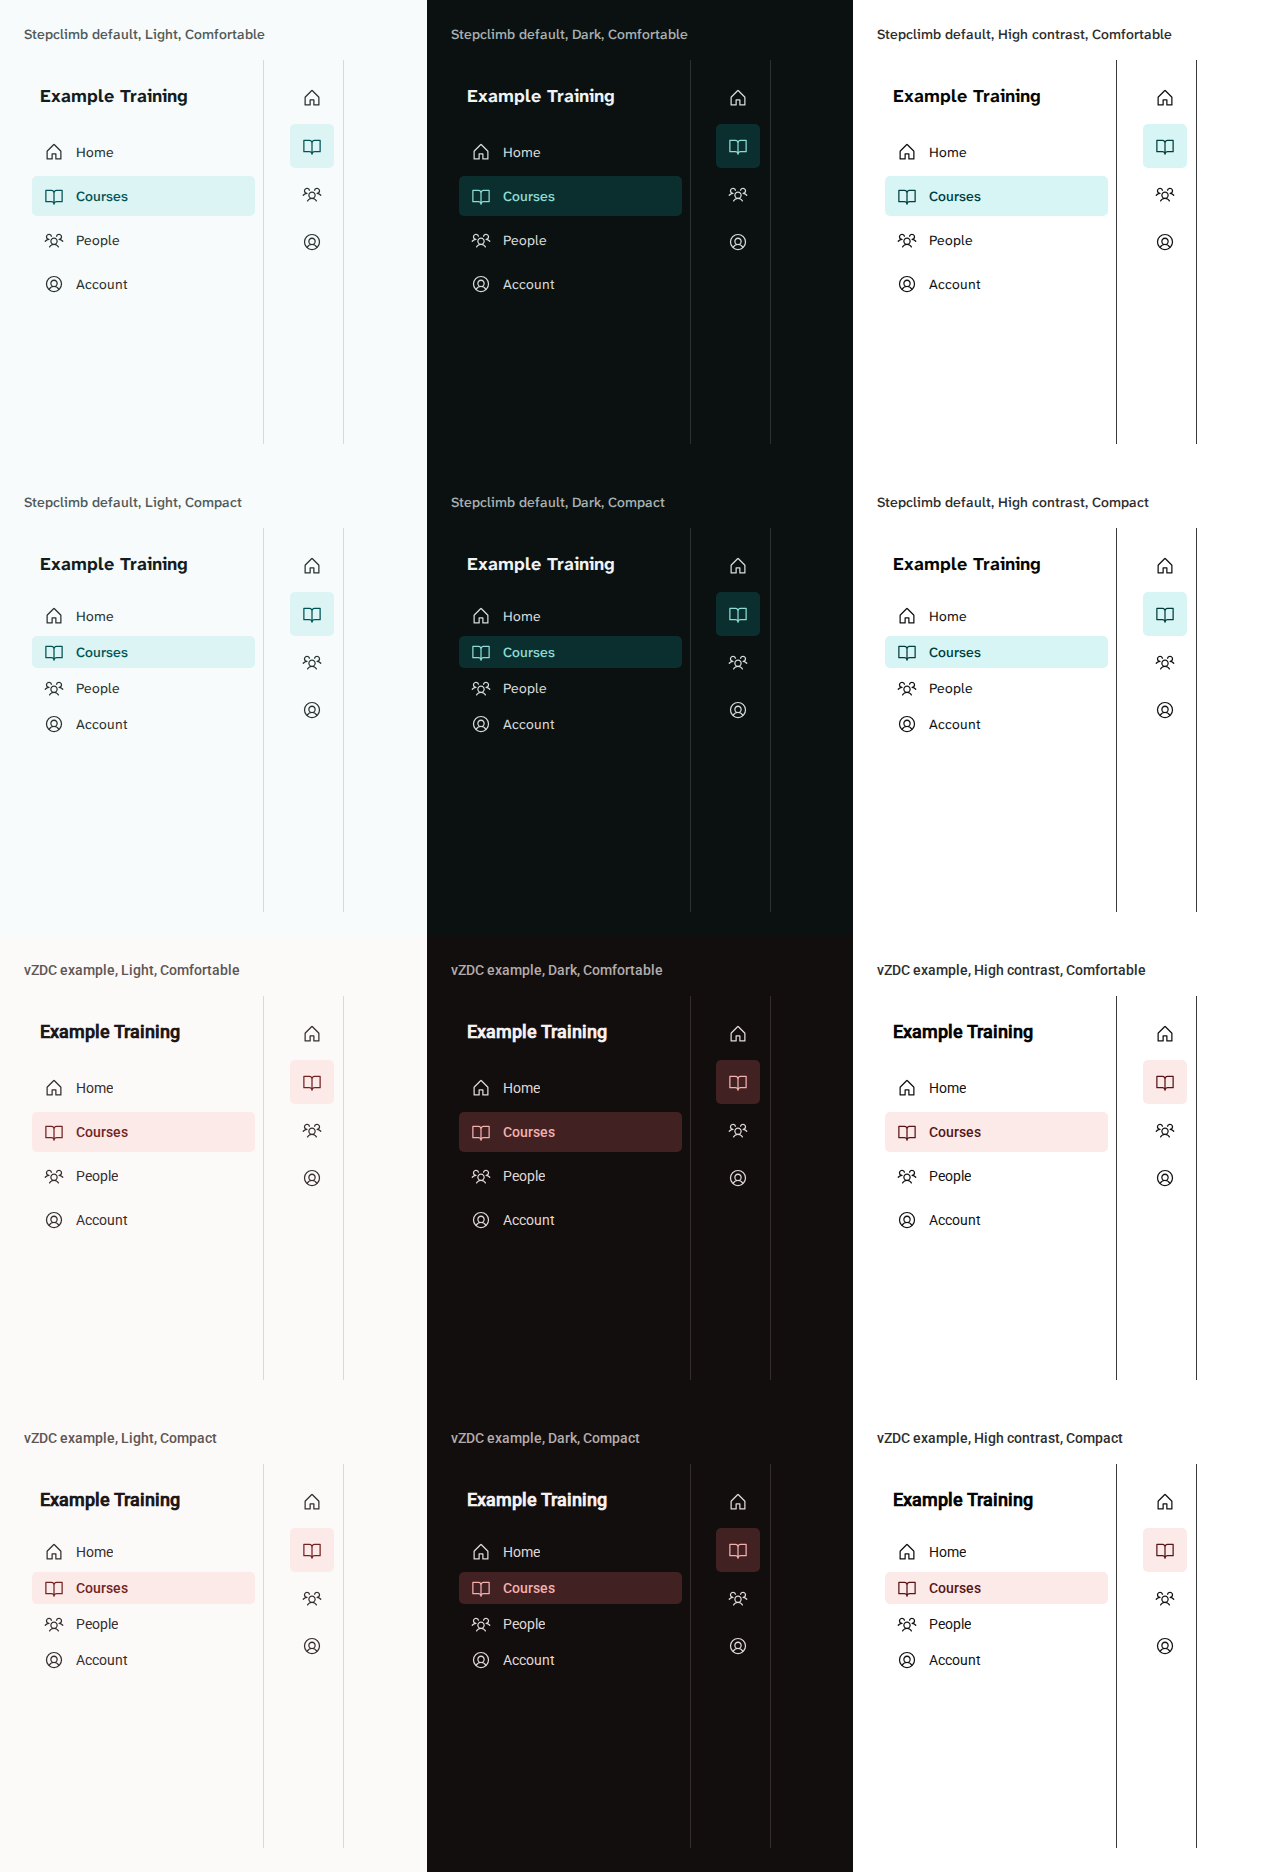 Stepclimb default, Light, Comfortable
Example Training
Home
Courses
People
Account
Stepclimb default, Dark, Comfortable
Example Training
Home
Courses
People
Account
Stepclimb default, High contrast, Comfortable
Example Training
Home
Courses
People
Account
Stepclimb default, Light, Compact
Example Training
Home
Courses
People
Account
Stepclimb default, Dark, Compact
Example Training
Home
Courses
People
Account
Stepclimb default, High contrast, Compact
Example Training
Home
Courses
People
Account
vZDC example, Light, Comfortable
Example Training
Home
Courses
People
Account
vZDC example, Dark, Comfortable
Example Training
Home
Courses
People
Account
vZDC example, High contrast, Comfortable
Example Training
Home
Courses
People
Account
vZDC example, Light, Compact
Example Training
Home
Courses
People
Account
vZDC example, Dark, Compact
Example Training
Home
Courses
People
Account
vZDC example, High contrast, Compact
Example Training
Home
Courses
People
Account